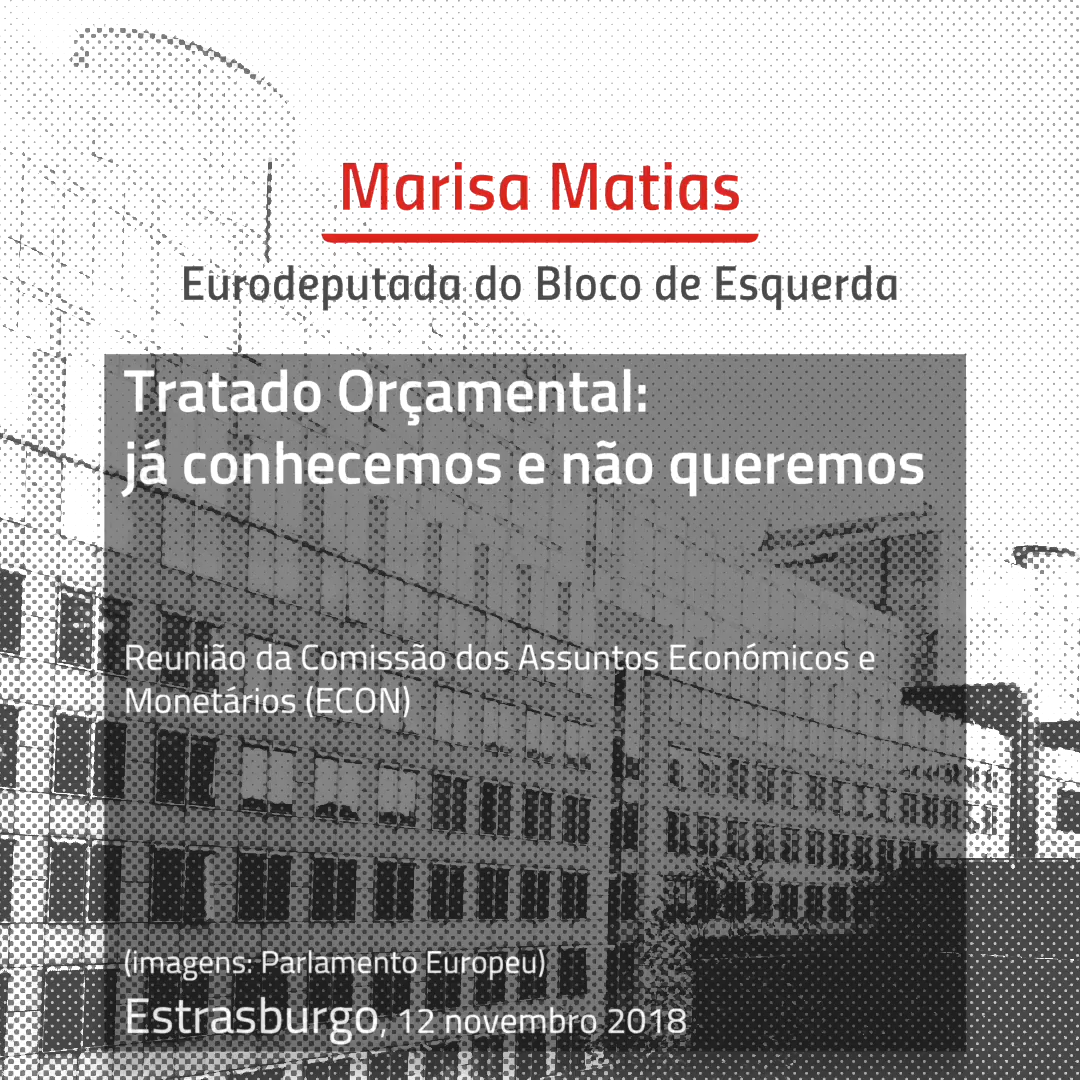 Marisa Matias
Eurodeputada do Bloco de Esquerda
Tratado Orçamental:
já conhecemos e não queremos
Reunião da Comissão dos Assuntos Económicos e
Monetários (ECON)
(imagens: Parlamento Europeu)
Estrasburgo, 12 novembro 2018